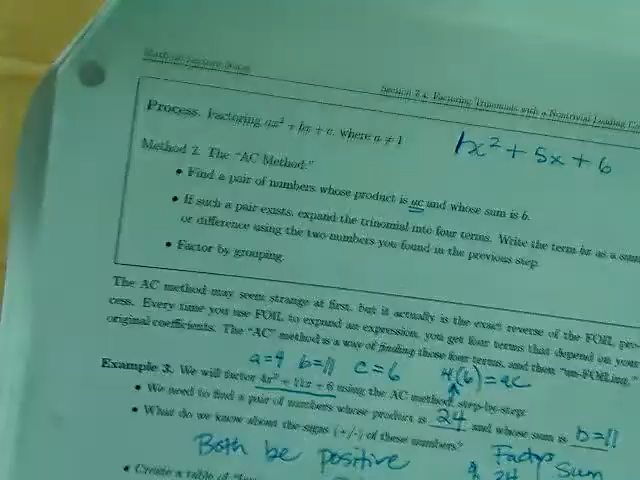 Section 2.4: Factoring Trinomials with a Nontrivial Leading
Process. Factoring ax² + bx + c, where a ≠ 1
1x² + 5x + 6
Method 2. The "AC Method."
• Find a pair of numbers whose product is ac and whose sum is b.
• If such a pair exists, expand the trinomial into four terms. Write the term bx as a sum
or difference using the two numbers you found in the previous step.
• Factor by grouping.
The AC method may seem strange at first, but it actually is the exact reverse of the FOIL pro-
cess. Every time you use FOIL to expand an expression, you get four terms that depend on your
original coefficients. The "AC" method is a way of finding those four terms, and then "un-FOILing."
a=4 b=11 c=6 4(6)=ac
Example 3. We will factor 4x² + 11x + 6 using the AC method, step-by-step.
• We need to find a pair of numbers whose product is 24 and whose sum is b=11
• What do we know about the signs (+/-) of these numbers?
Both be positive
Factors
24 Sum
• Create a table of